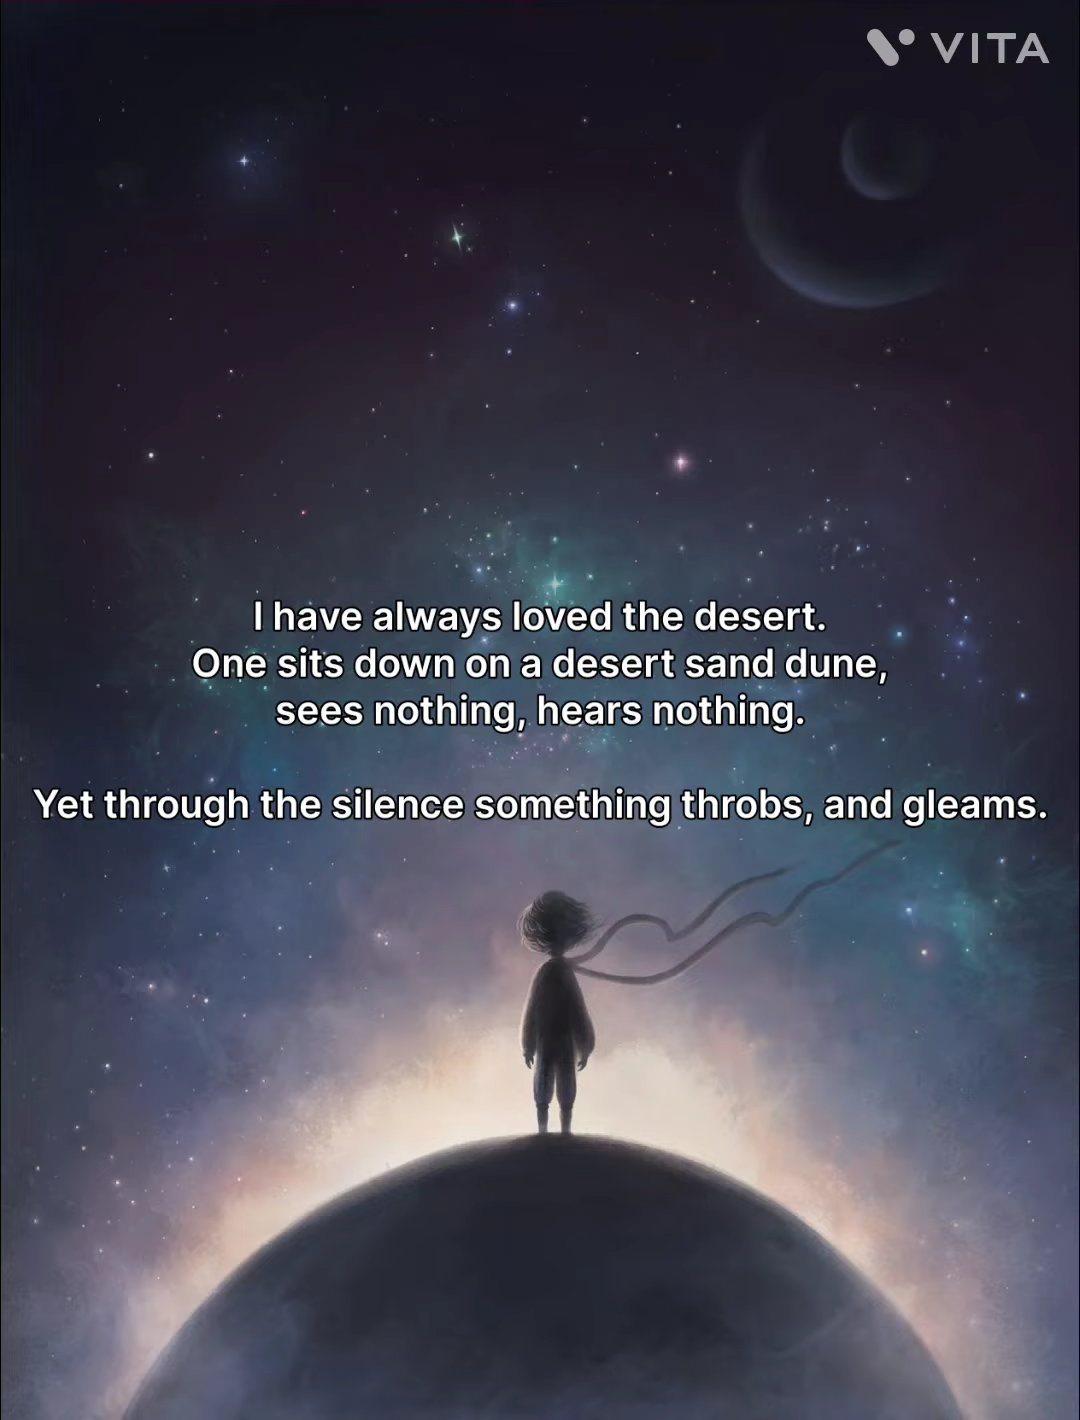 VITA
I have always loved the desert.
One sits down on a desert sand dune,
sees nothing, hears nothing.
Yet through the silence something throbs, and gleams.